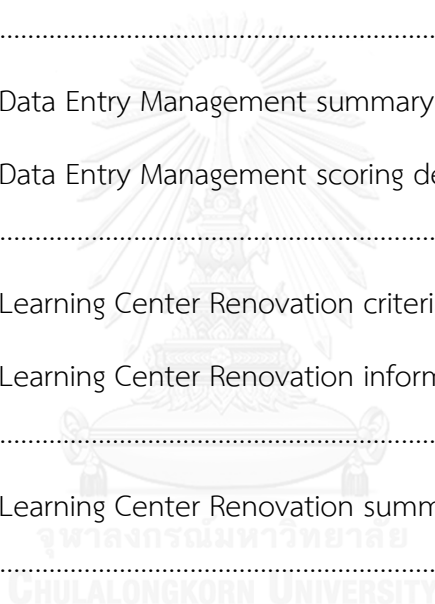 ................................................................
Data Entry Management summary
Data Entry Management scoring de
................................................................
Learning Center Renovation criteri
Learning Center Renovation inform
................................................................
Learning Center Renovation summ
จุฬาลงกรณ์มหาวิทยาลัย
................................................................
CHULALONGKORN UNIVERSITY